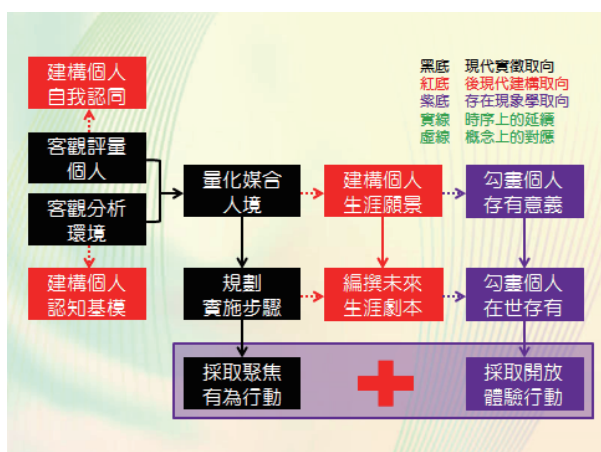 建構個人
自我認同
黑底 現代實徵取向
紅底 後現代建構取向
紫底 存在現象學取向
實線 時序上的延續
虛線 概念上的對應
客觀評量
個人
客觀分析
環境
量化媒合
人境
建構個人
生涯願景
勾畫個人
存有意義
建構個人
認知基模
規劃
實施步驟
編撰未來
生涯劇本
勾畫個人
在世存有
採取聚焦
有為行動
採取開放
體驗行動